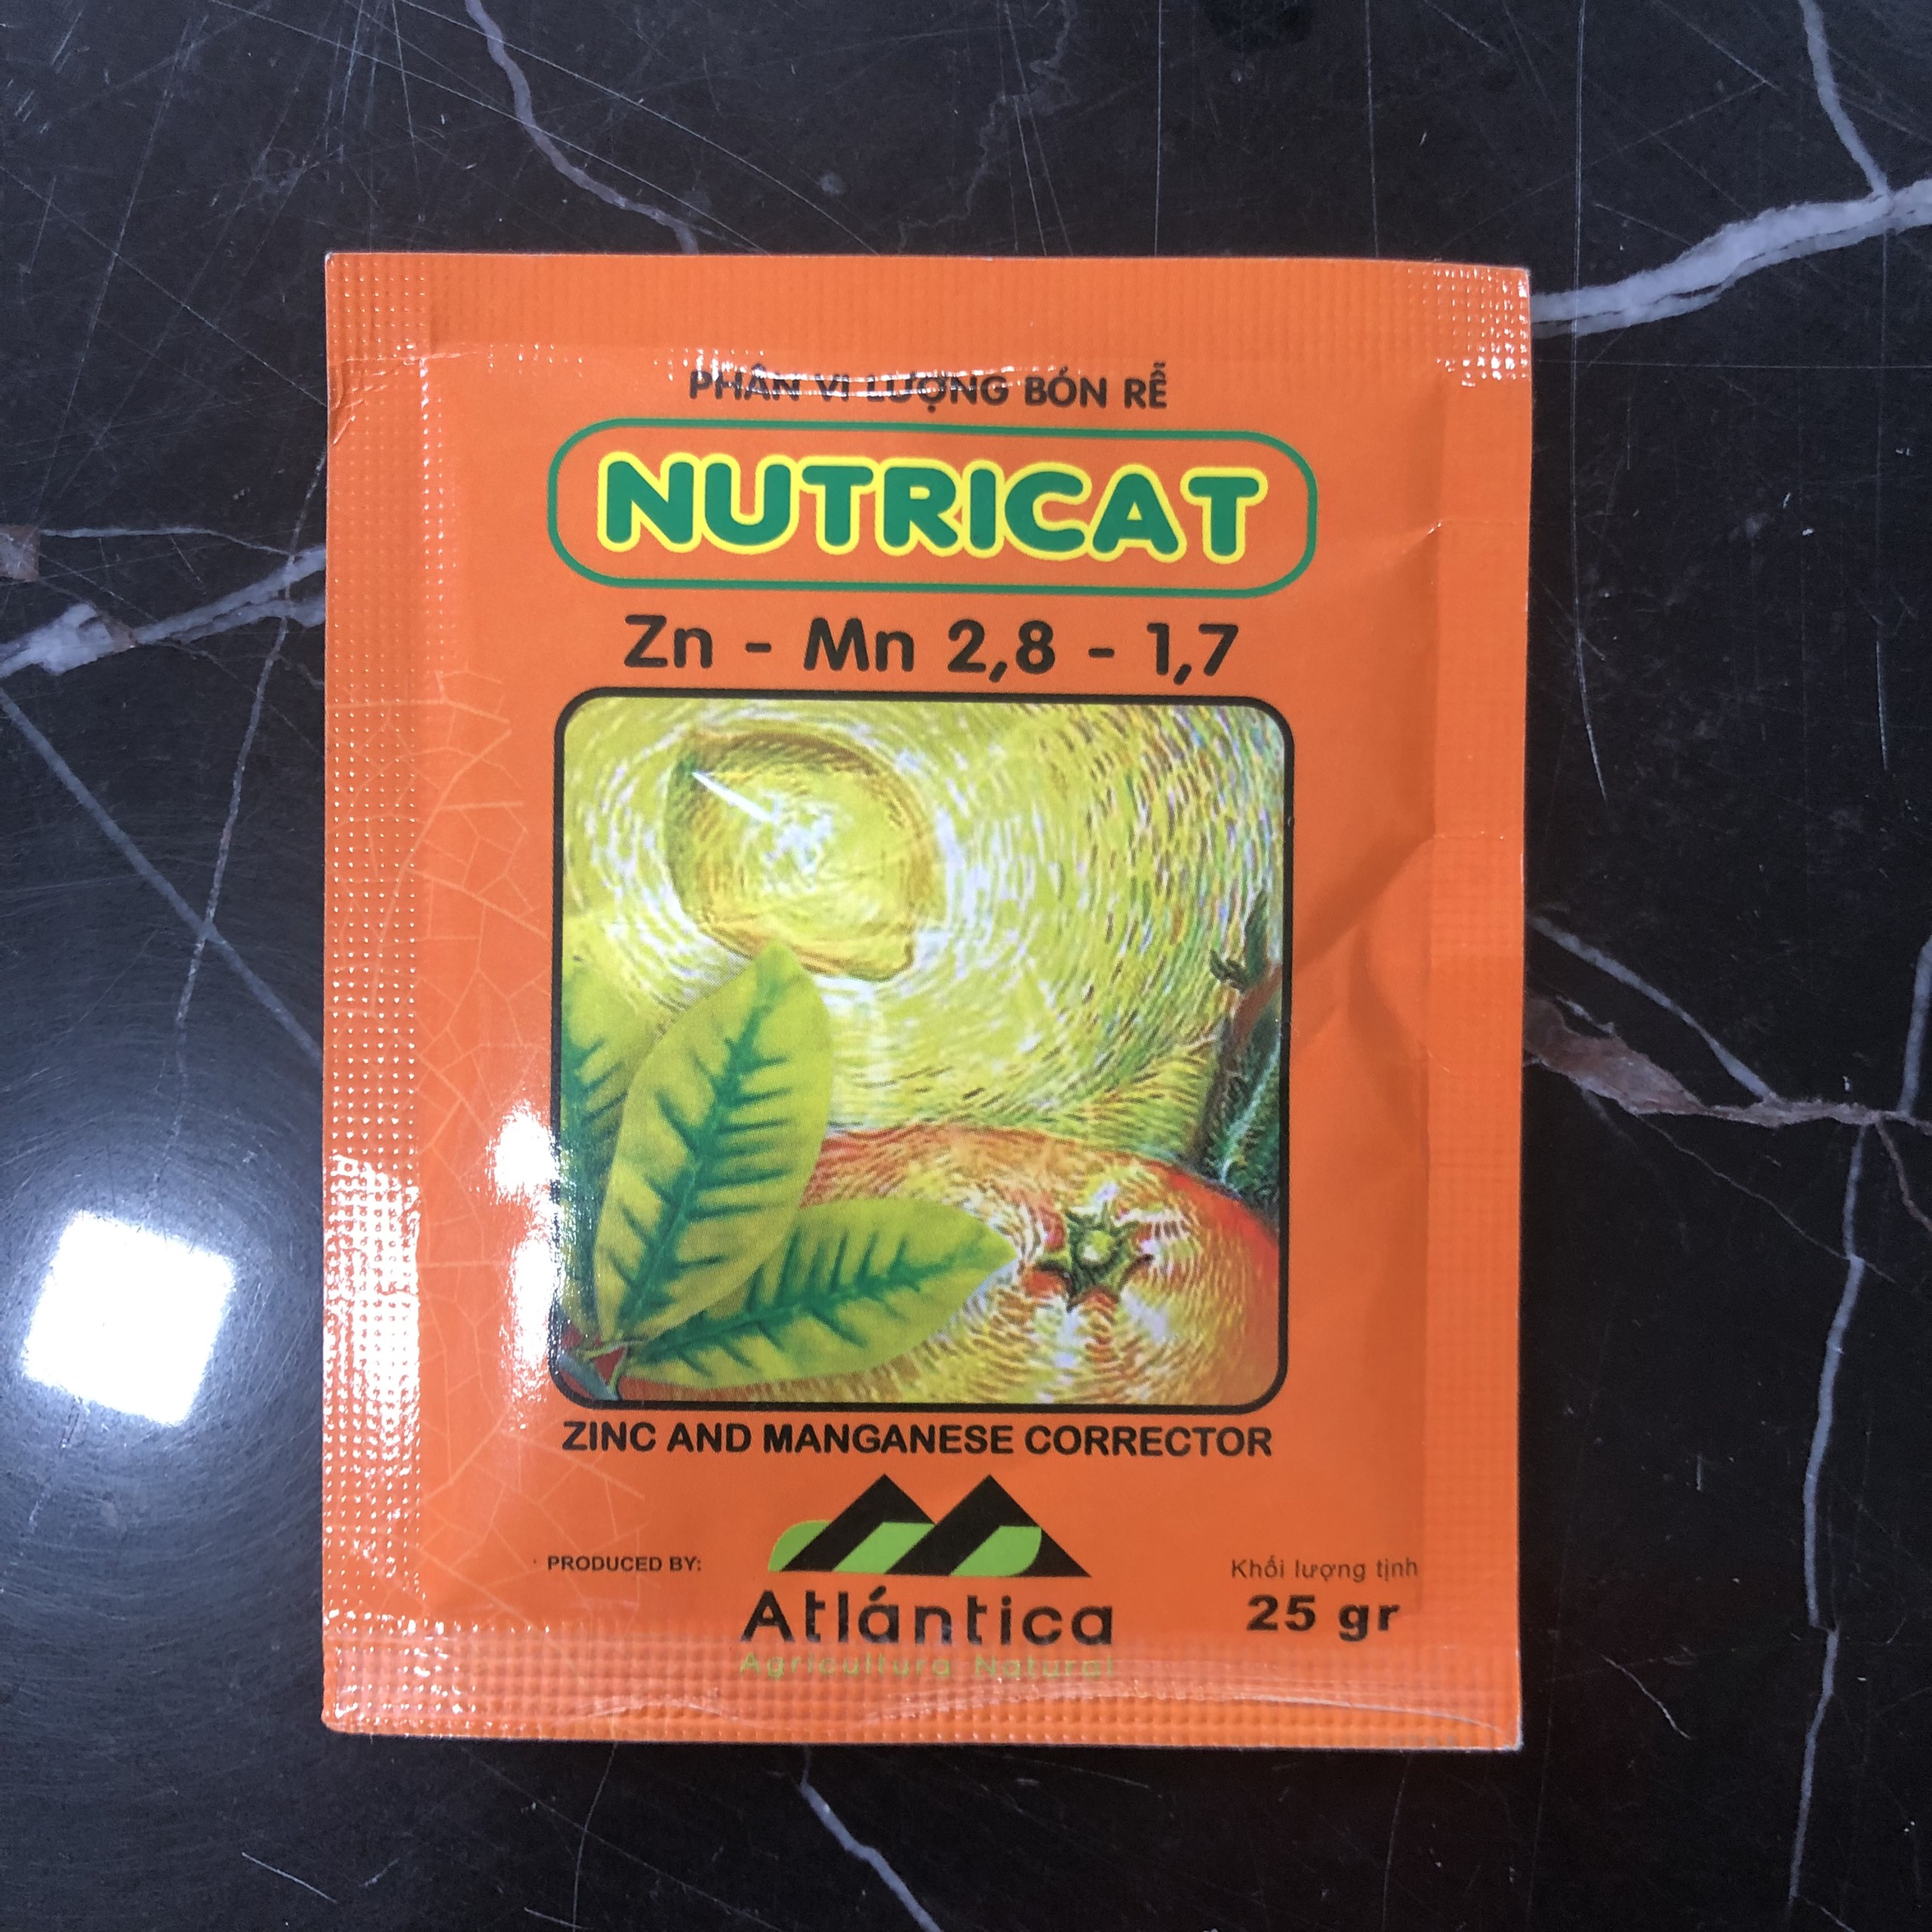 PHÂN VI LƯỢNG BÓN RỄ
NUTRICAT
Zn - Mn 2,8 - 1,7
ZINC AND MANGANESE CORRECTOR
PRODUCED BY:
Atlántica
Agricultura Natural
Khối lượng tịnh
25 gr